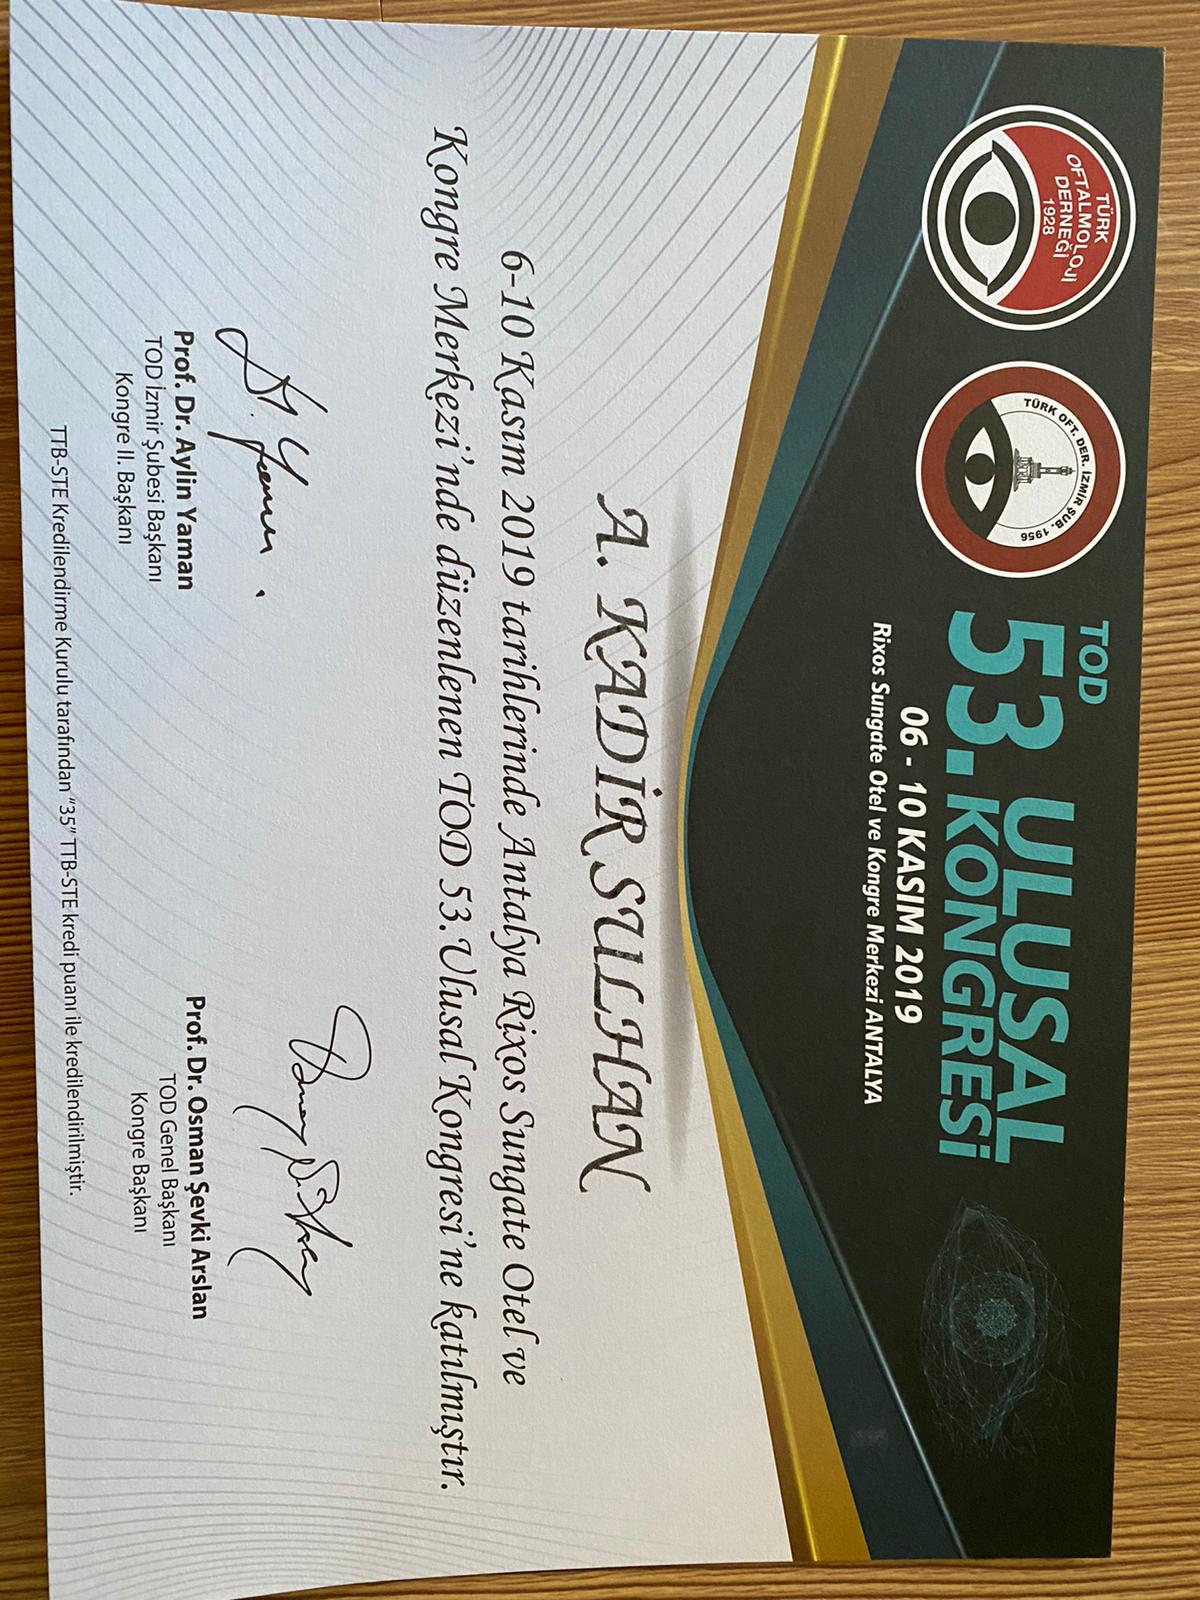 TÜRK
OFTALMOLOJİ
DERNEĞİ
1928
TÜRK OFT. DER. İZMİR ŞUB. 1956
TOD
53. ULUSAL
KONGRESİ
06 - 10 KASIM 2019
Rixos Sungate Otel ve Kongre Merkezi ANTALYA
A. KADİR SULHAN
6-10 Kasım 2019 tarihlerinde Antalya Rixos Sungate Otel ve
Kongre Merkezi'nde düzenlenen TOD 53. Ulusal Kongresi'ne katılmıştır.
Prof. Dr. Aylin Yaman
TOD İzmir Şubesi Başkanı
Kongre II. Başkanı
Prof. Dr. Osman Şevki Arslan
TOD Genel Başkanı
Kongre Başkanı
TTB-STE Kredilendirme Kurulu tarafından "35" TTB-STE kredi puanı ile kredilendirilmiştir.